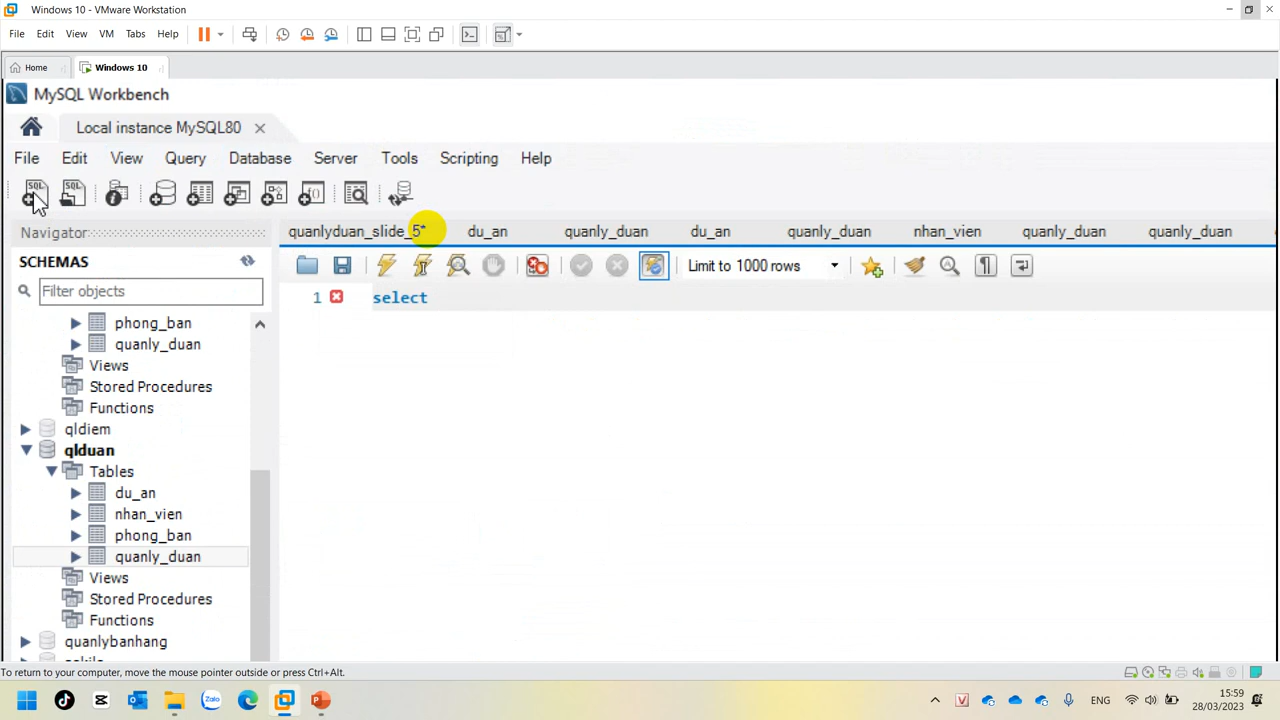 Windows 10 - VMware Workstation
File Edit View VM Tabs Help
Home Windows 10
MySQL Workbench
Local instance MySQL80
File Edit View Query Database Server Tools Scripting Help
Navigator
quanlyduan_slide_5* du_an quanly_duan du_an quanly_duan nhan_vien quanly_duan quanly_duan
SCHEMAS
Limit to 1000 rows
Filter objects
1 select
phong_ban
quanly_duan
Views
Stored Procedures
Functions
qldiem
qlduan
Tables
du_an
nhan_vien
phong_ban
quanly_duan
Views
Stored Procedures
Functions
quanlybanhang
To return to your computer, move the mouse pointer outside or press Ctrl+Alt.
ENG
15:59
28/03/2023